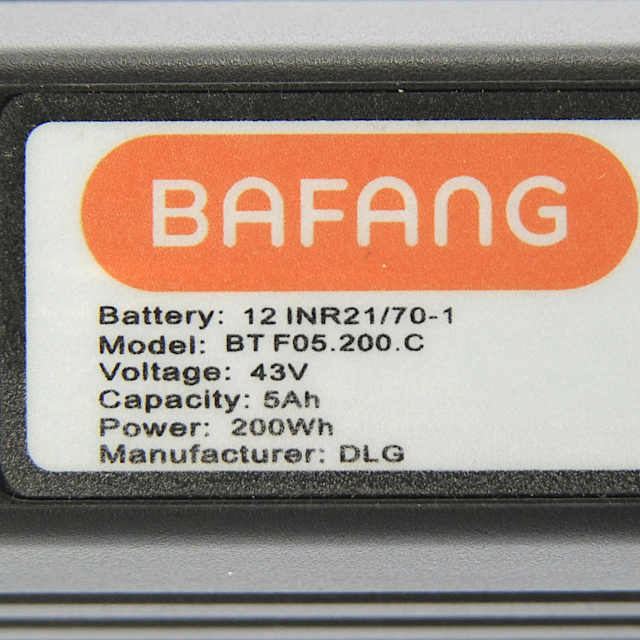 BAFANG
Battery: 12 INR21/70-1
Model: BT F05.200.C
Voltage: 43V
Capacity: 5Ah
Power: 200Wh
Manufacturer: DLG